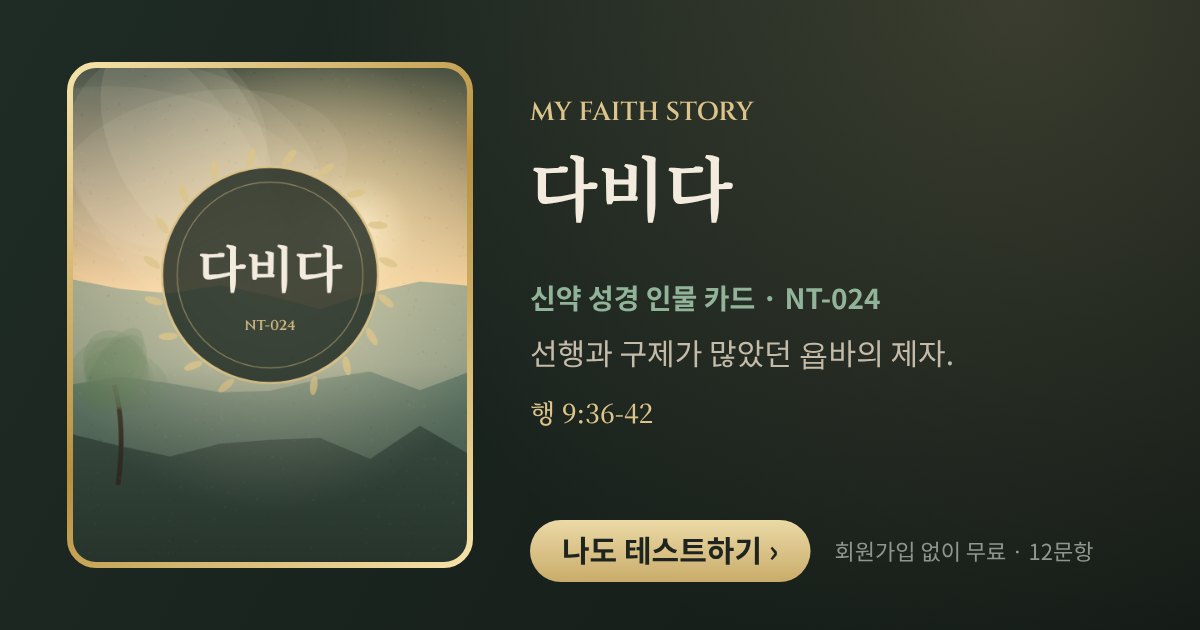 다비다
NT-024
MY FAITH STORY
다비다
신약 성경 인물 카드 · NT-024
선행과 구제가 많았던 욥바의 제자.
행 9:36-42
나도 테스트하기 ›
회원가입 없이 무료 · 12문항